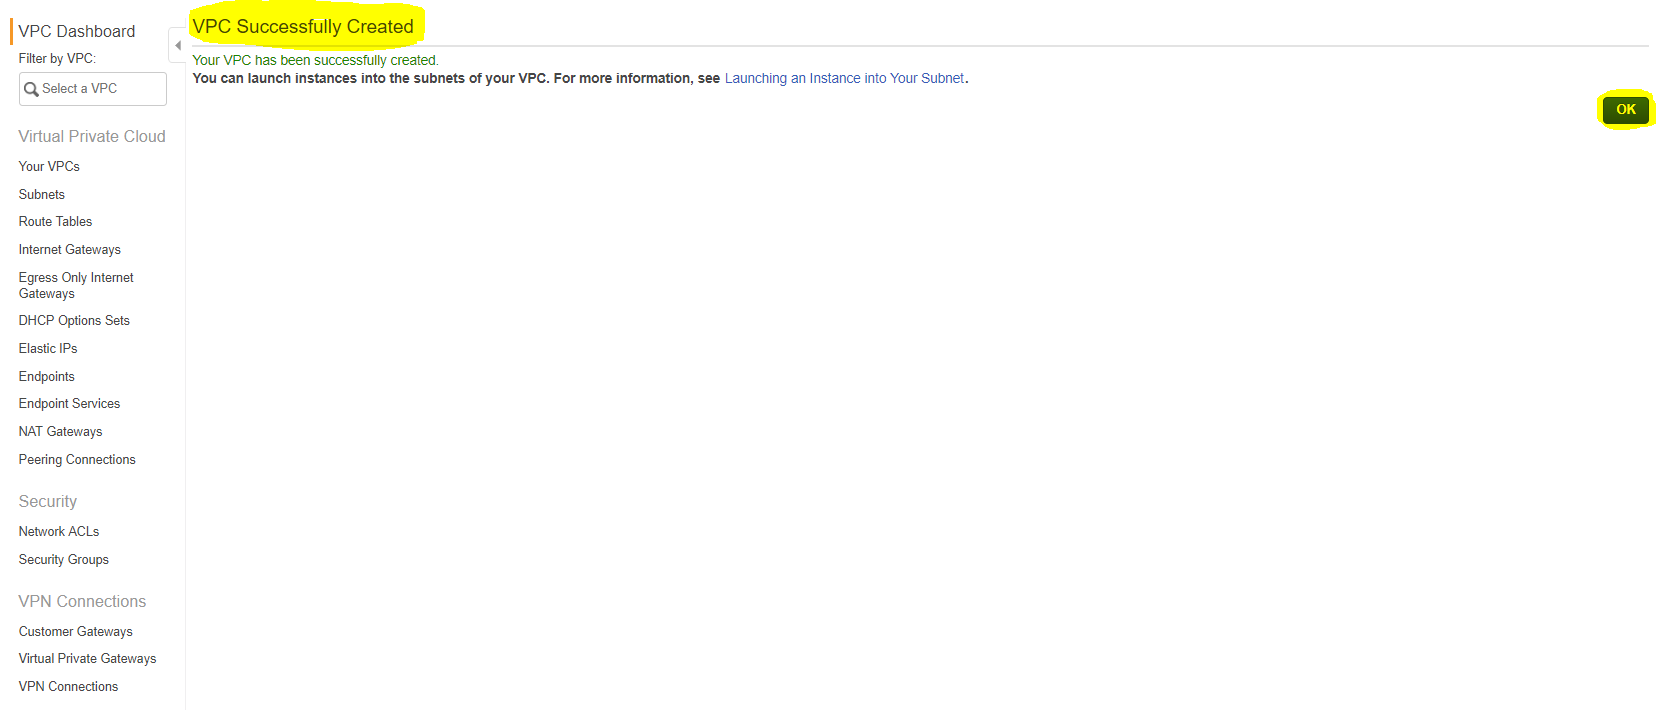 VPC Dashboard
Filter by VPC:
Select a VPC
Virtual Private Cloud
Your VPCs
Subnets
Route Tables
Internet Gateways
Egress Only Internet
Gateways
DHCP Options Sets
Elastic IPs
Endpoints
Endpoint Services
NAT Gateways
Peering Connections
Security
Network ACLs
Security Groups
VPN Connections
Customer Gateways
Virtual Private Gateways
VPN Connections
VPC Successfully Created
Your VPC has been successfully created.
You can launch instances into the subnets of your VPC. For more information, see Launching an Instance into Your Subnet.
OK